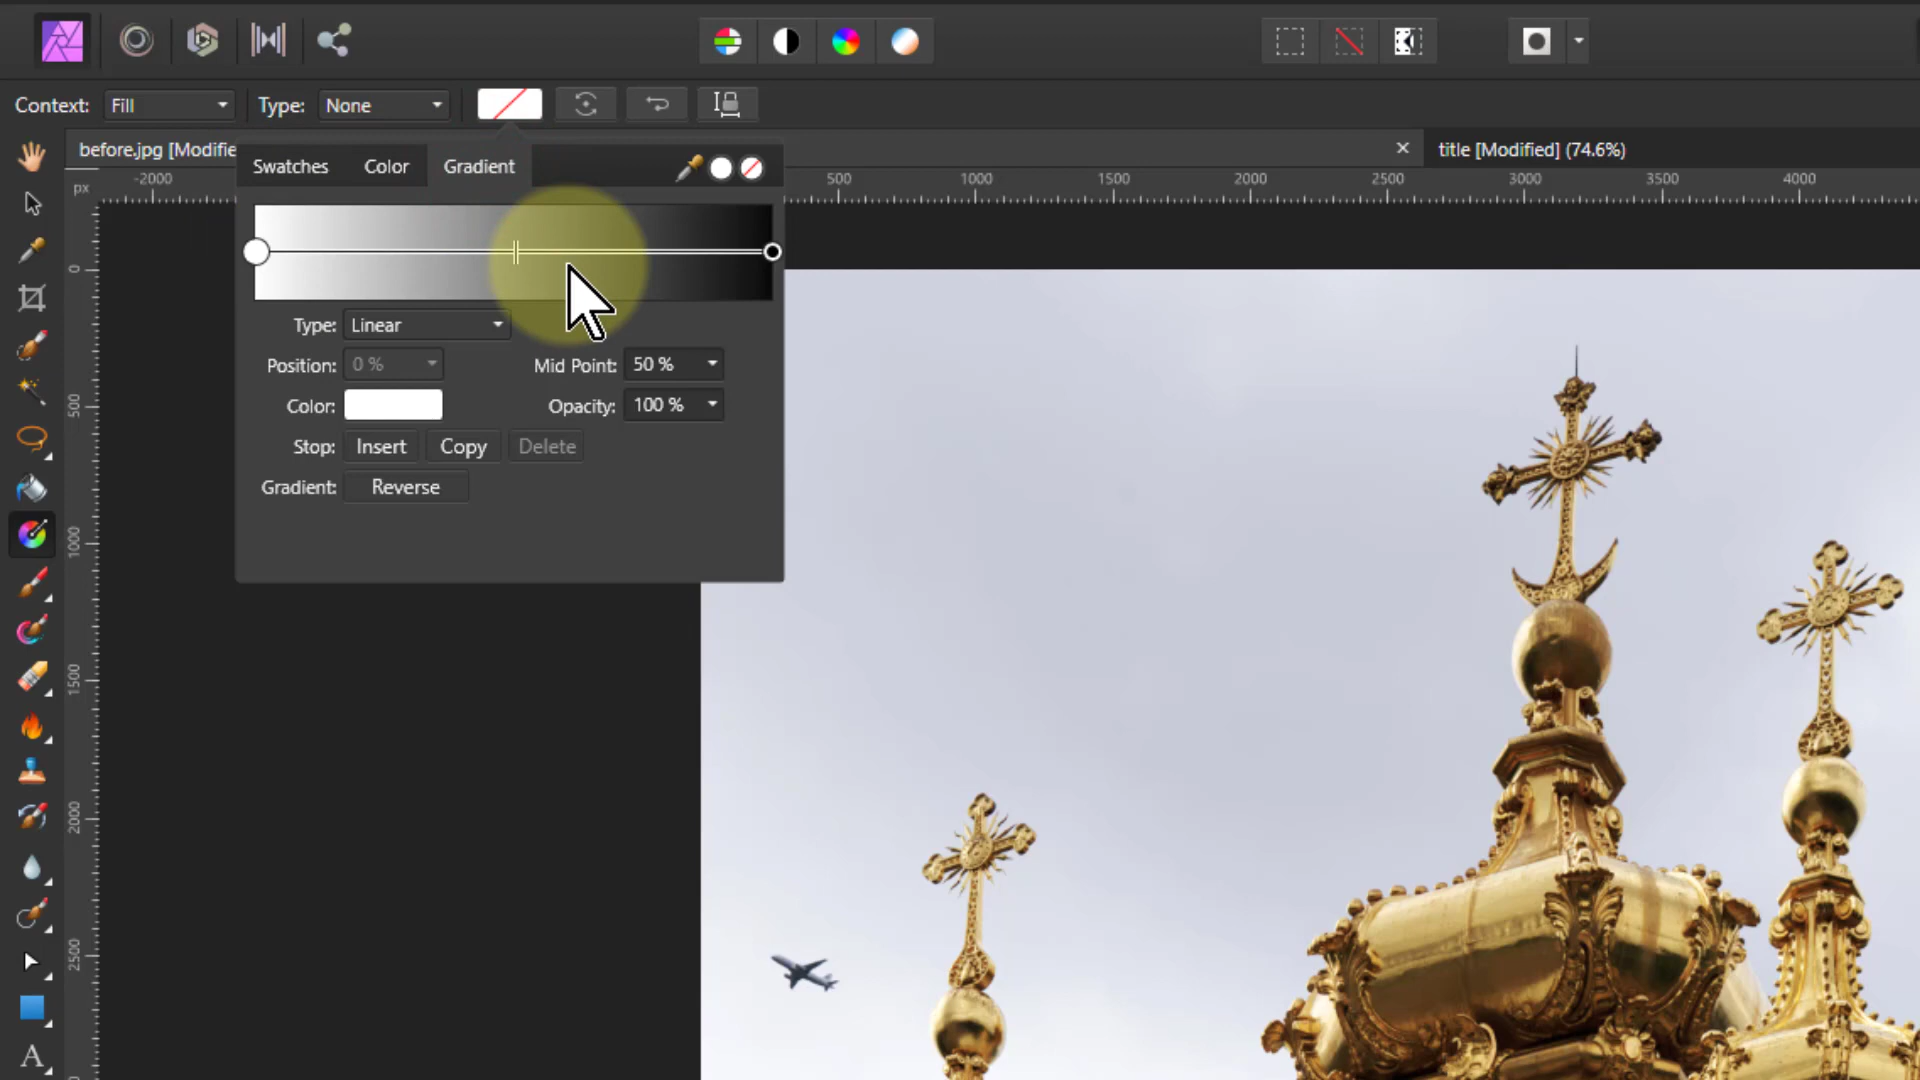 Context: Fill Type: None
before.jpg [Modifie
title [Modified] (74.6%)
Swatches Color Gradient
px -2000 500 1000 1500 2000 2500 3000 3500 4000
0
500
1000
1500
2000
2500
Type: Linear
Position: 0 % Mid Point: 50 %
Color: Opacity: 100 %
Stop: Insert Copy Delete
Gradient: Reverse